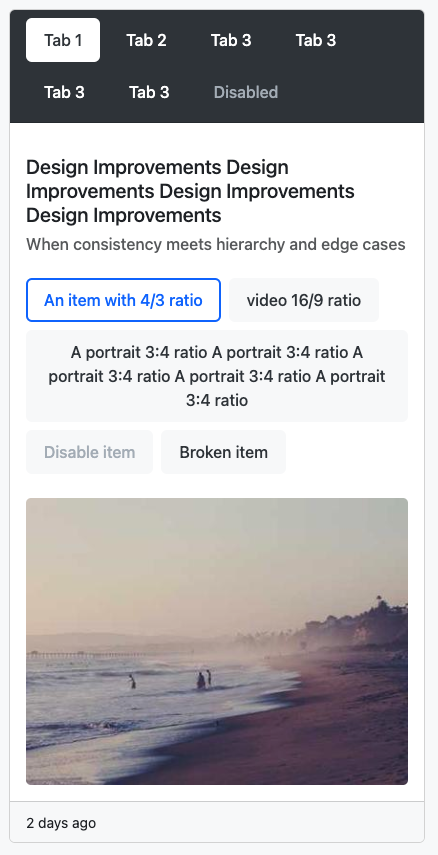 Tab 1 Tab 2 Tab 3 Tab 3
Tab 3 Tab 3 Disabled
Design Improvements Design
Improvements Design Improvements
Design Improvements
When consistency meets hierarchy and edge cases
An item with 4/3 ratio video 16/9 ratio
A portrait 3:4 ratio A portrait 3:4 ratio A
portrait 3:4 ratio A portrait 3:4 ratio A portrait
3:4 ratio
Disable item Broken item
2 days ago